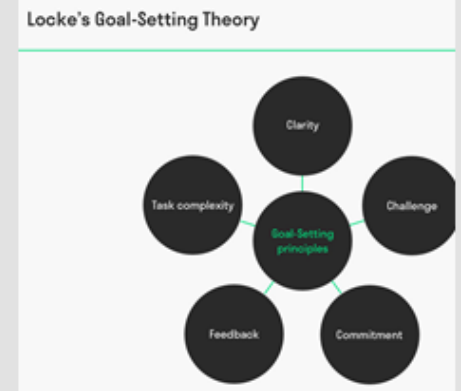 Locke's Goal-Setting Theory
Clarity
Task complexity
Challenge
Goal-Setting
principles
Feedback
Commitment